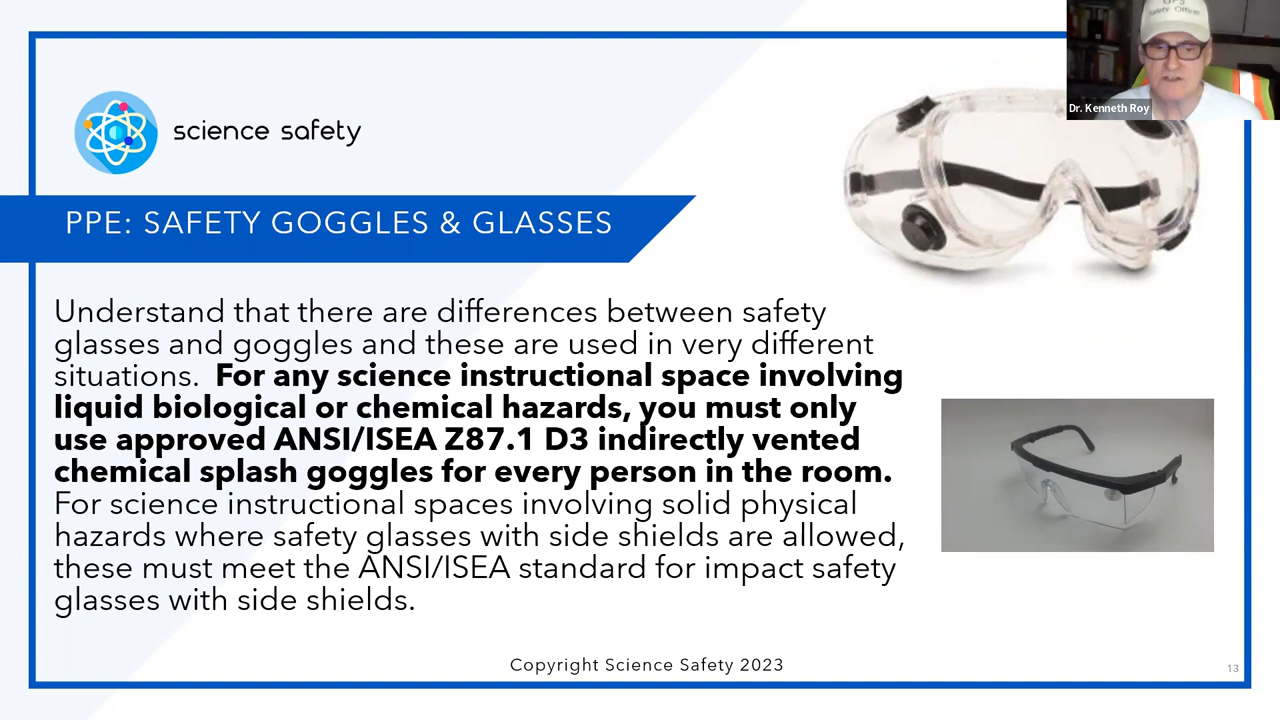 Safety Officer
Dr. Kenneth Roy
science safety
PPE: SAFETY GOGGLES & GLASSES
Understand that there are differences between safety
glasses and goggles and these are used in very different
situations.  For any science instructional space involving
liquid biological or chemical hazards, you must only
use approved ANSI/ISEA Z87.1 D3 indirectly vented
chemical splash goggles for every person in the room.
For science instructional spaces involving solid physical
hazards where safety glasses with side shields are allowed,
these must meet the ANSI/ISEA standard for impact safety
glasses with side shields.
Copyright Science Safety 2023
13